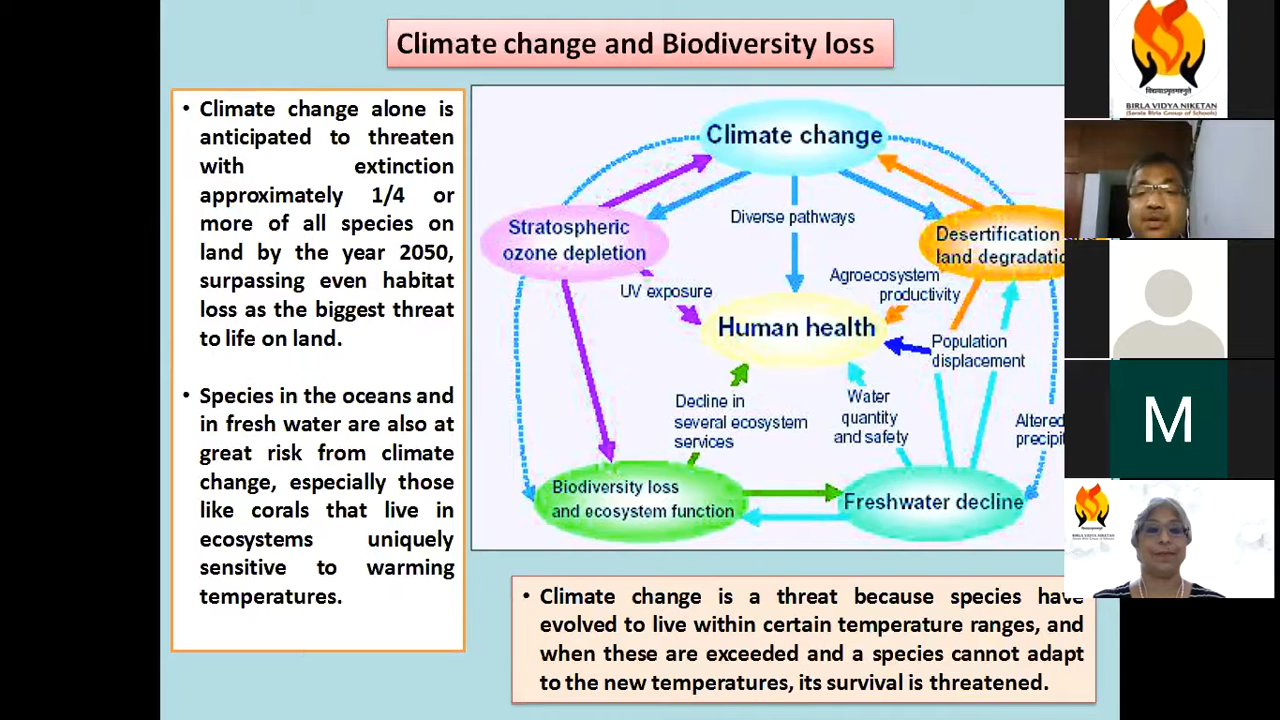 Climate change and Biodiversity loss
• Climate change alone is
anticipated to threaten
with extinction
approximately 1/4 or
more of all species on
land by the year 2050,
surpassing even habitat
loss as the biggest threat
to life on land.
• Species in the oceans and
in fresh water are also at
great risk from climate
change, especially those
like corals that live in
ecosystems uniquely
sensitive to warming
temperatures.
Climate change
Diverse pathways
Stratospheric
ozone depletion
UV exposure
Desertification
land degradatio
Agroecosystem
productivity
Human health
Population
displacement
Decline in
several ecosystem
services
Water
quantity
and safety
Altered
precipit
Biodiversity loss
and ecosystem function
Freshwater decline
• Climate change is a threat because species have
evolved to live within certain temperature ranges, and
when these are exceeded and a species cannot adapt
to the new temperatures, its survival is threatened.
BIRLA VIDYA NIKETAN
(Sarala Birla Group of Schools)
M